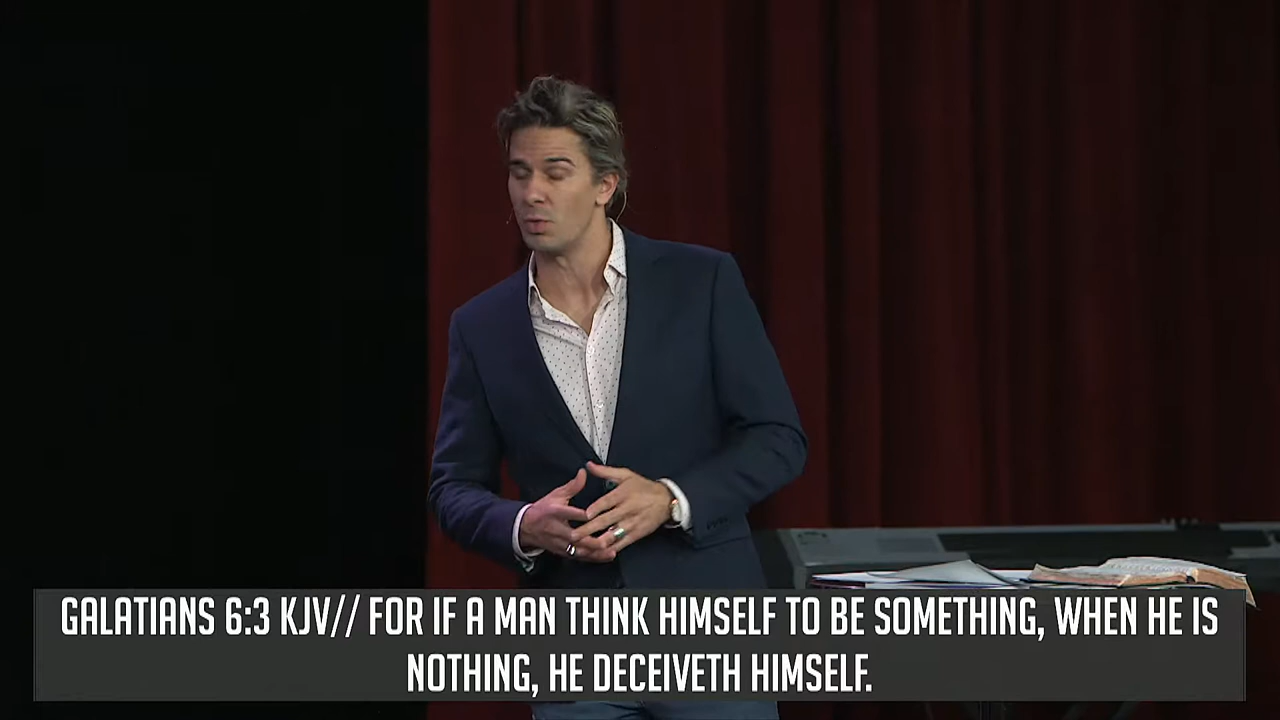 GALATIANS 6:3 KJV// FOR IF A MAN THINK HIMSELF TO BE SOMETHING, WHEN HE IS
NOTHING, HE DECEIVETH HIMSELF.